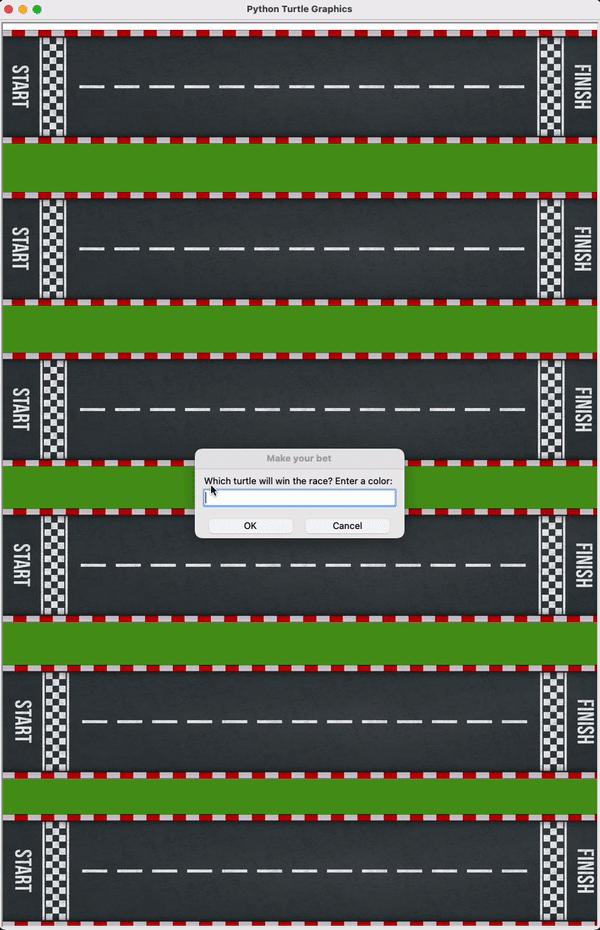 Python Turtle Graphics
START FINISH
START FINISH
START FINISH
Make your bet
Which turtle will win the race? Enter a color:
OK Cancel
START FINISH
START FINISH
START FINISH